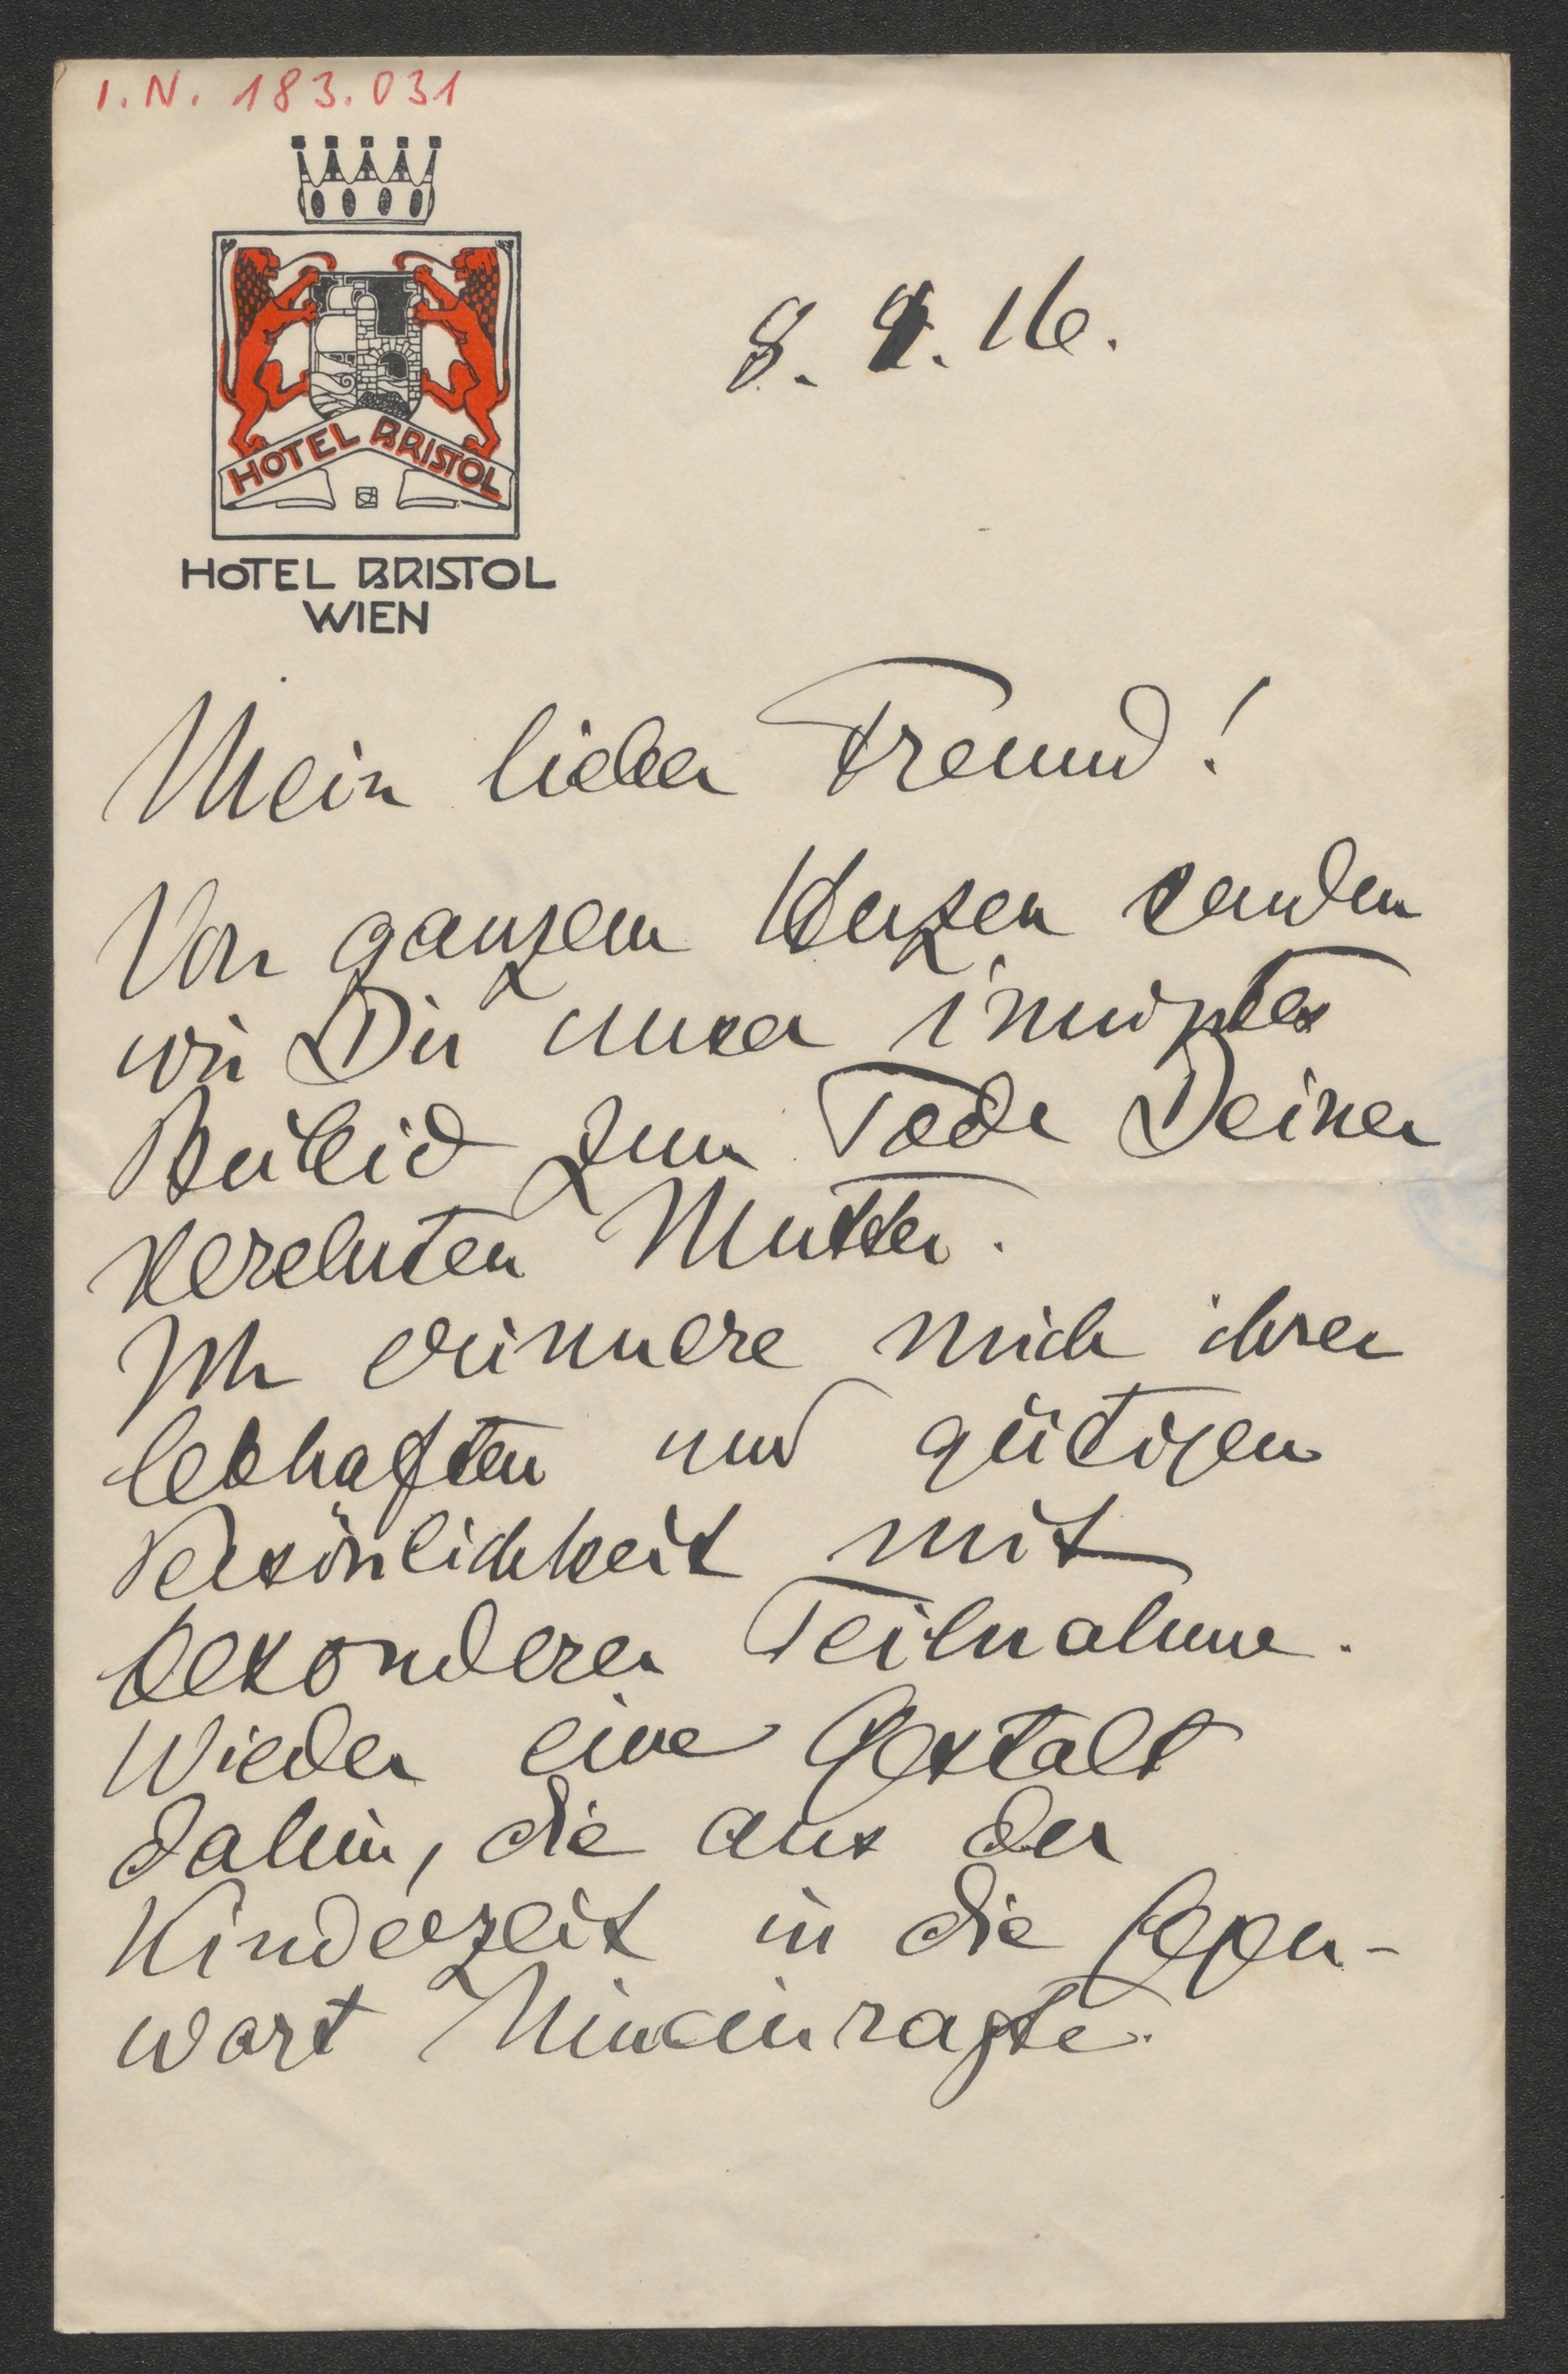 I.N. 183.031
HOTEL BRISTOL
HOTEL BRISTOL
WIEN
8. 9. 16.
Mein lieber Freund!
Von ganzem Herzen senden
wir Dir unser innigstes
Beileid zum Tode Deiner
verehrten Mutter.
Ich erinnere mich ihrer
lebhaften und gütigen
Persönlichkeit mit
besonderer Teilnahme.
Wieder eine Gestalt
dahin, die aus der
Kinderzeit in die Gegen-
wart hineinragte.